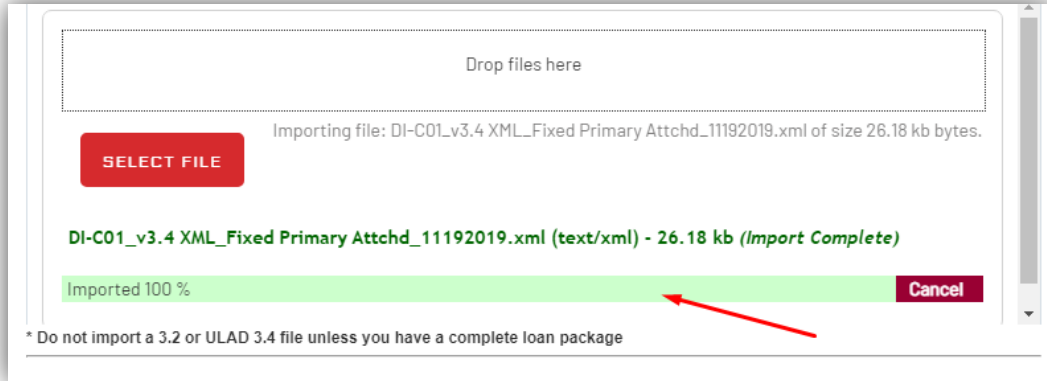 Drop files here
Importing file: DI-C01_v3.4 XML_Fixed Primary Attchd_11192019.xml of size 26.18 kb bytes.
SELECT FILE
DI-C01_v3.4 XML_Fixed Primary Attchd_11192019.xml (text/xml) - 26.18 kb (Import Complete)
Imported 100 % Cancel
* Do not import a 3.2 or ULAD 3.4 file unless you have a complete loan package